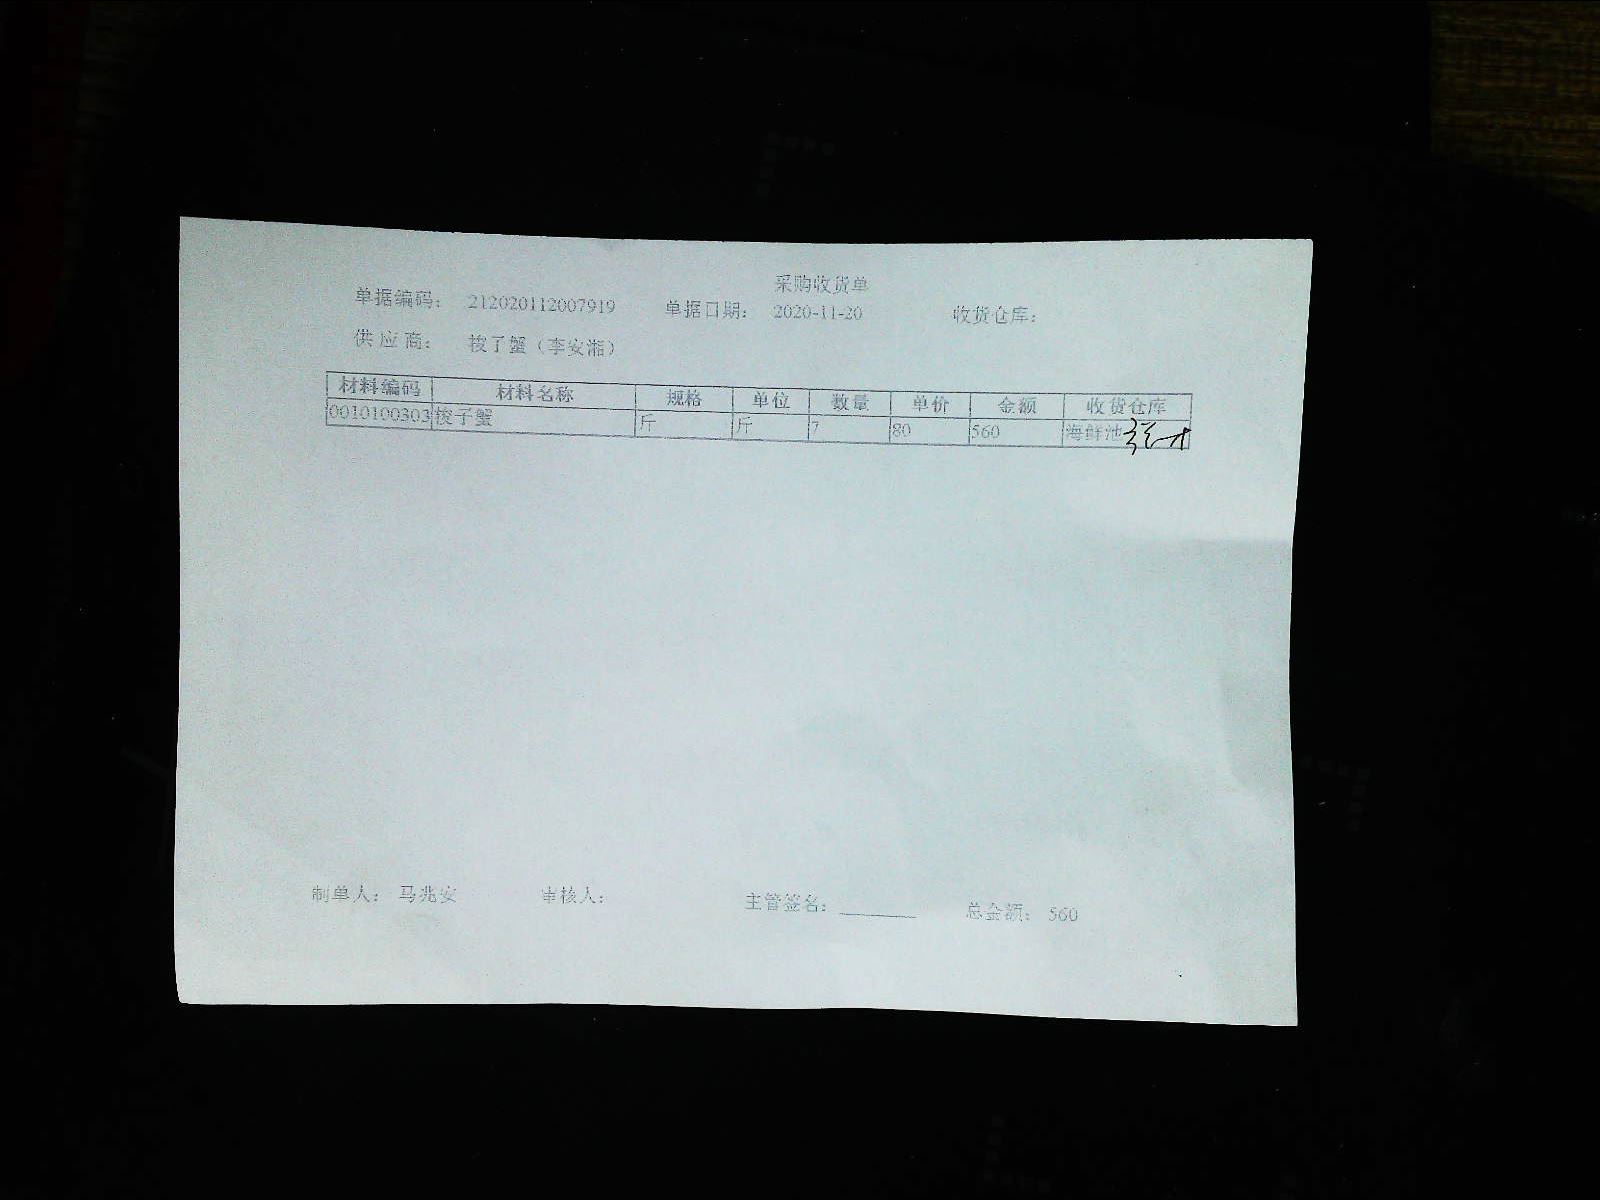 采购收货单
单据编码: 212020112007919 单据日期: 2020-11-20 收货仓库:
供应商: 梭子蟹（李安湘）
材料编码 材料名称 规格 单位 数量 单价 金额 收货仓库
0010100303 梭子蟹 斤 斤 7 80 560 海鲜池
制单人: 马兆安 审核人: 主管签名: 总金额: 560